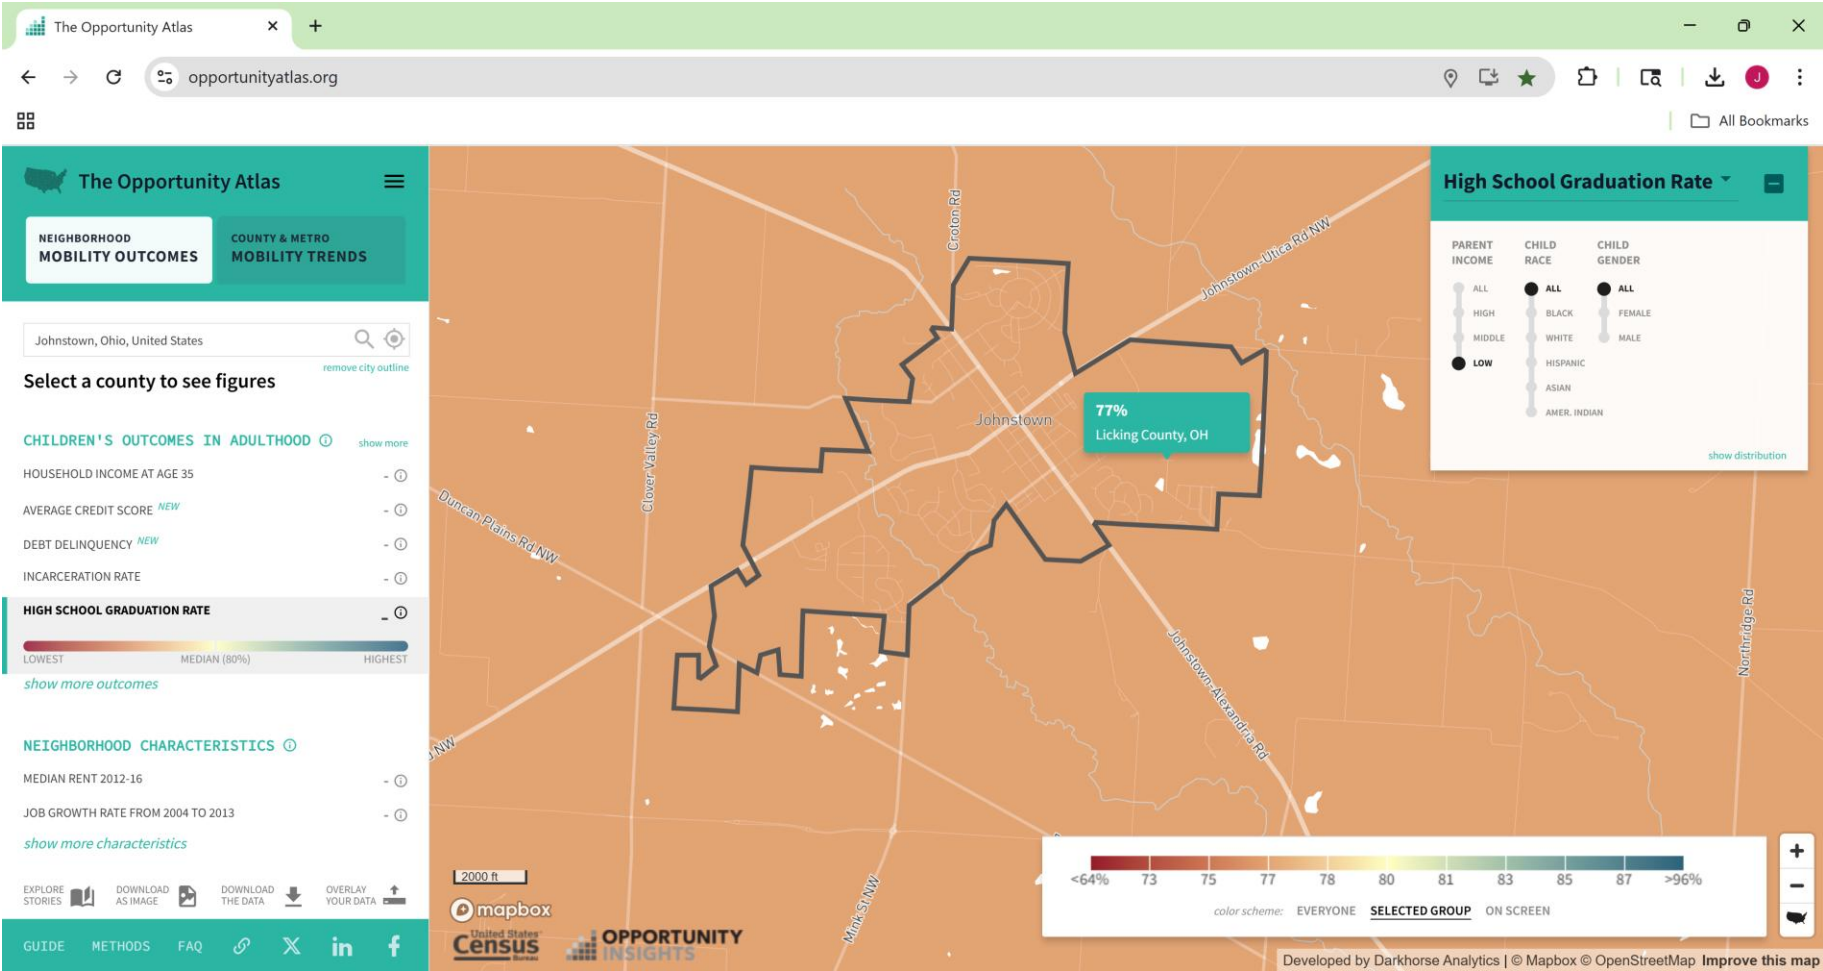 The Opportunity Atlas
opportunityatlas.org
J
All Bookmarks
The Opportunity Atlas
NEIGHBORHOOD
MOBILITY OUTCOMES
COUNTY & METRO
MOBILITY TRENDS
Johnstown, Ohio, United States
remove city outline
Select a county to see figures
CHILDREN'S OUTCOMES IN ADULTHOOD
show more
HOUSEHOLD INCOME AT AGE 35 -
AVERAGE CREDIT SCORE NEW -
DEBT DELINQUENCY NEW -
INCARCERATION RATE -
HIGH SCHOOL GRADUATION RATE -
LOWEST MEDIAN (80%) HIGHEST
show more outcomes
NEIGHBORHOOD CHARACTERISTICS
MEDIAN RENT 2012-16 -
JOB GROWTH RATE FROM 2004 TO 2013 -
show more characteristics
EXPLORE
STORIES
DOWNLOAD
AS IMAGE
DOWNLOAD
THE DATA
OVERLAY
YOUR DATA
GUIDE METHODS FAQ
Croton Rd
Johnstown-Utica Rd NW
Johnstown
77%
Licking County, OH
Clover Valley Rd
Duncan Plains Rd NW
Johnstown-Alexandria Rd
Northridge Rd
d NW
Mink St NW
2000 ft
mapbox
United States
Census
Bureau
OPPORTUNITY
INSIGHTS
High School Graduation Rate
PARENT
INCOME
ALL
HIGH
MIDDLE
LOW
CHILD
RACE
ALL
BLACK
WHITE
HISPANIC
ASIAN
AMER. INDIAN
CHILD
GENDER
ALL
FEMALE
MALE
show distribution
<64% 73 75 77 78 80 81 83 85 87 >96%
color scheme: EVERYONE SELECTED GROUP ON SCREEN
Developed by Darkhorse Analytics | © Mapbox © OpenStreetMap Improve this map